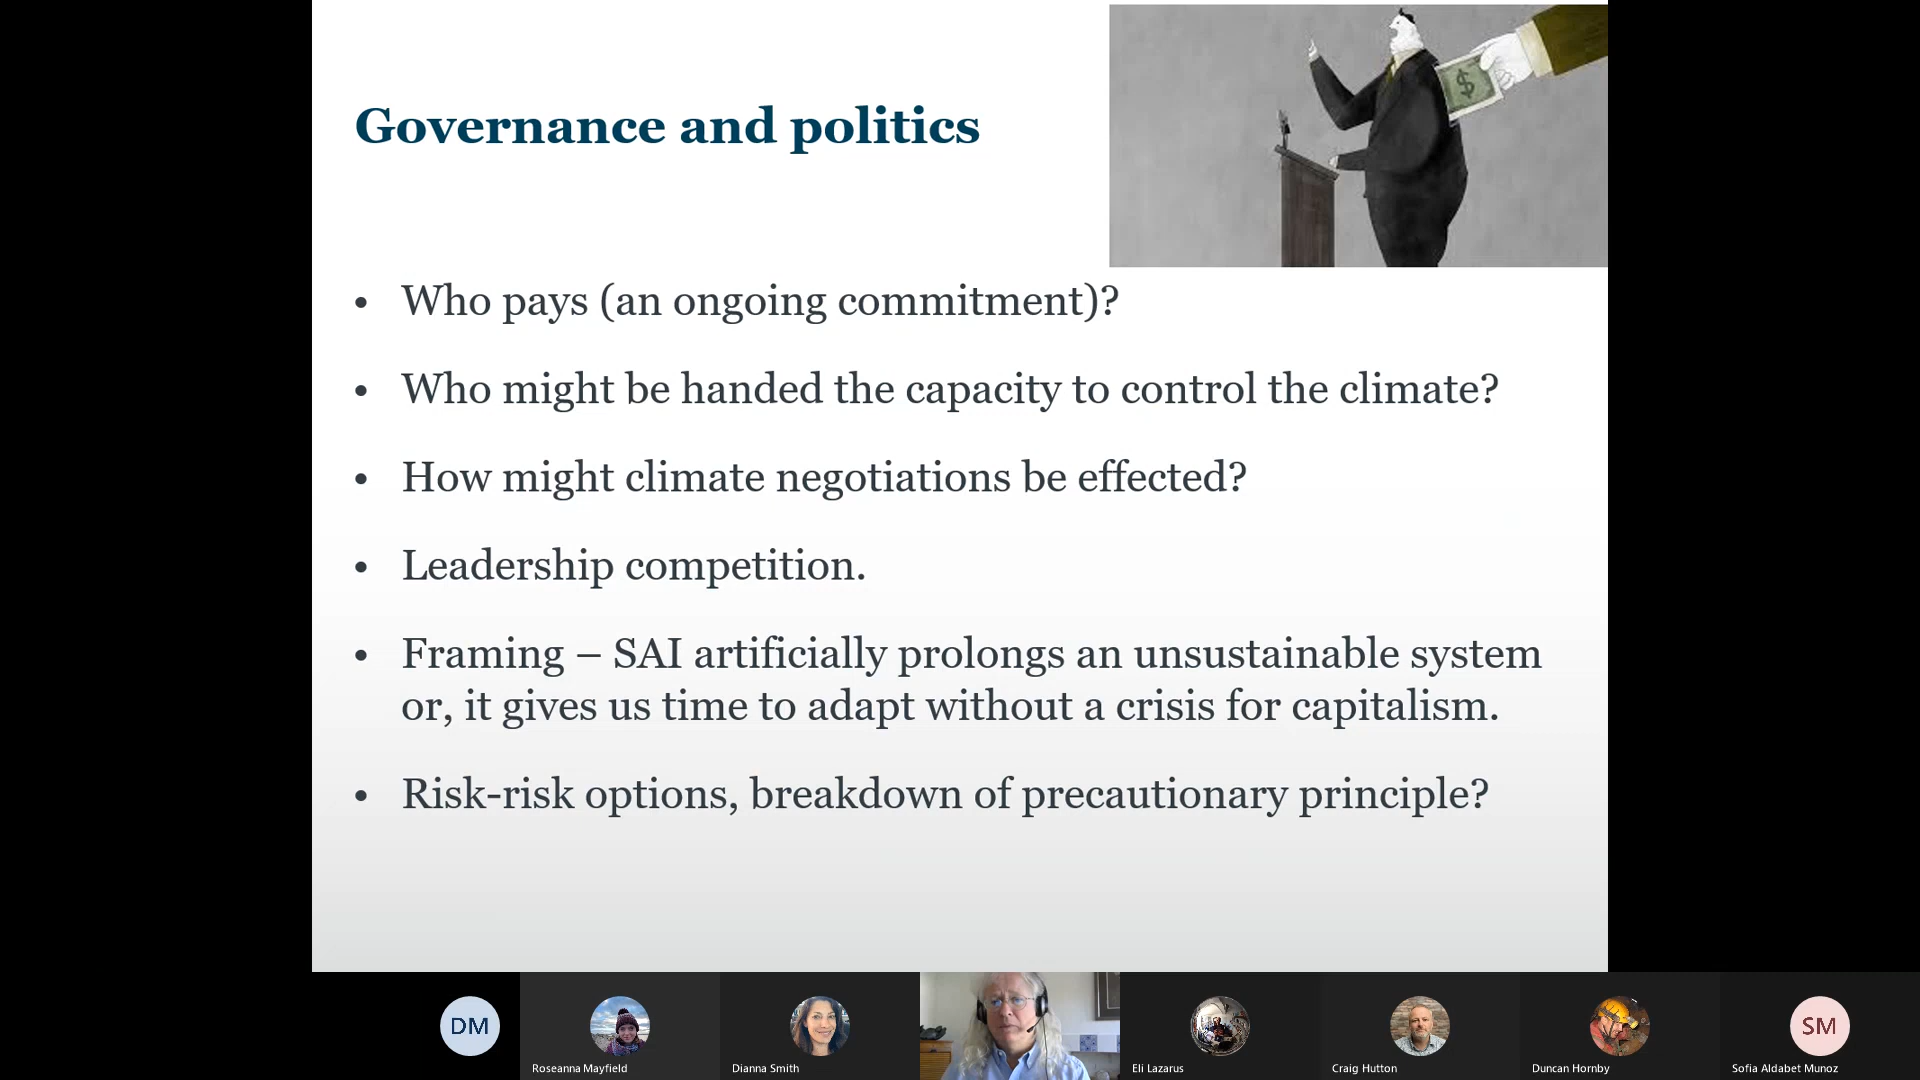 Governance and politics
$
• Who pays (an ongoing commitment)?
• Who might be handed the capacity to control the climate?
• How might climate negotiations be effected?
• Leadership competition.
• Framing – SAI artificially prolongs an unsustainable system
or, it gives us time to adapt without a crisis for capitalism.
• Risk-risk options, breakdown of precautionary principle?
DM
SM
Roseanna Mayfield
Dianna Smith
Eli Lazarus
Craig Hutton
Duncan Hornby
Sofia Aldabet Munoz